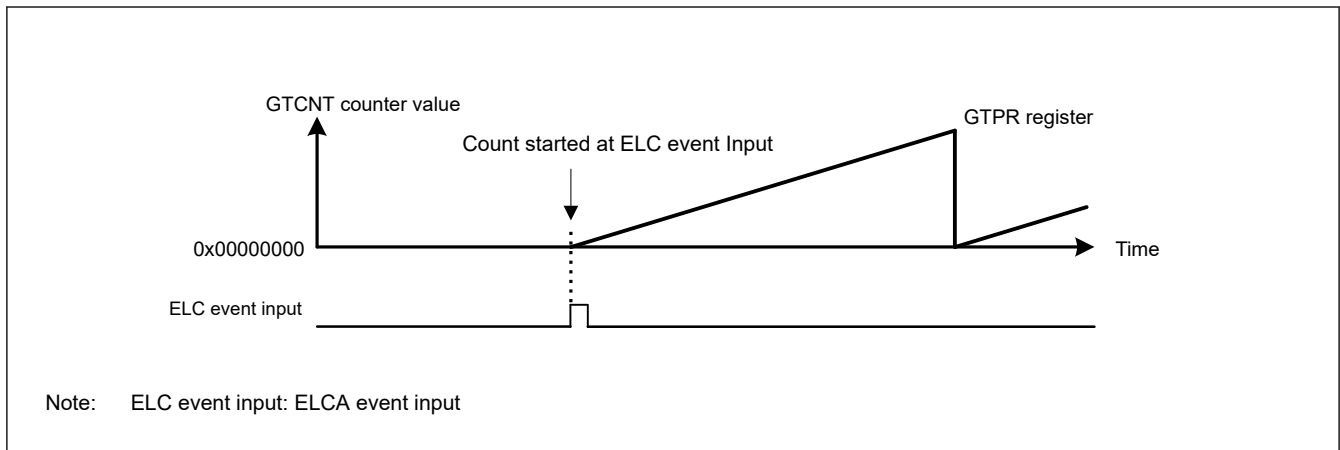 GTCNT counter value
GTPR register
Count started at ELC event Input
0x00000000
Time
ELC event input
Note: ELC event input: ELCA event input